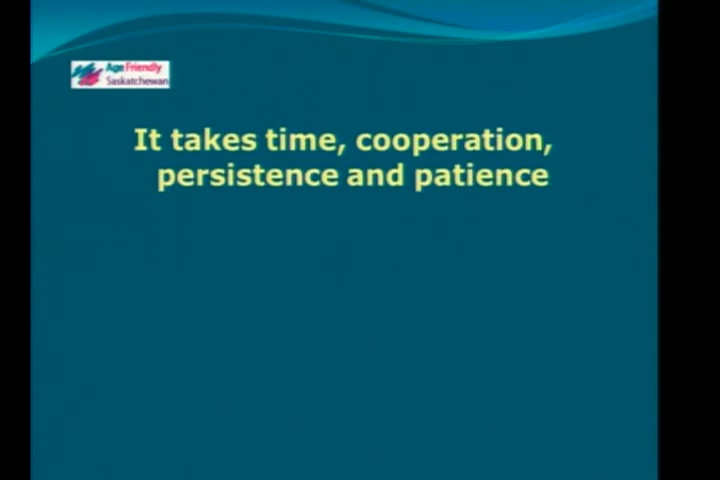 Age Friendly
Saskatchewan
It takes time, cooperation,
persistence and patience